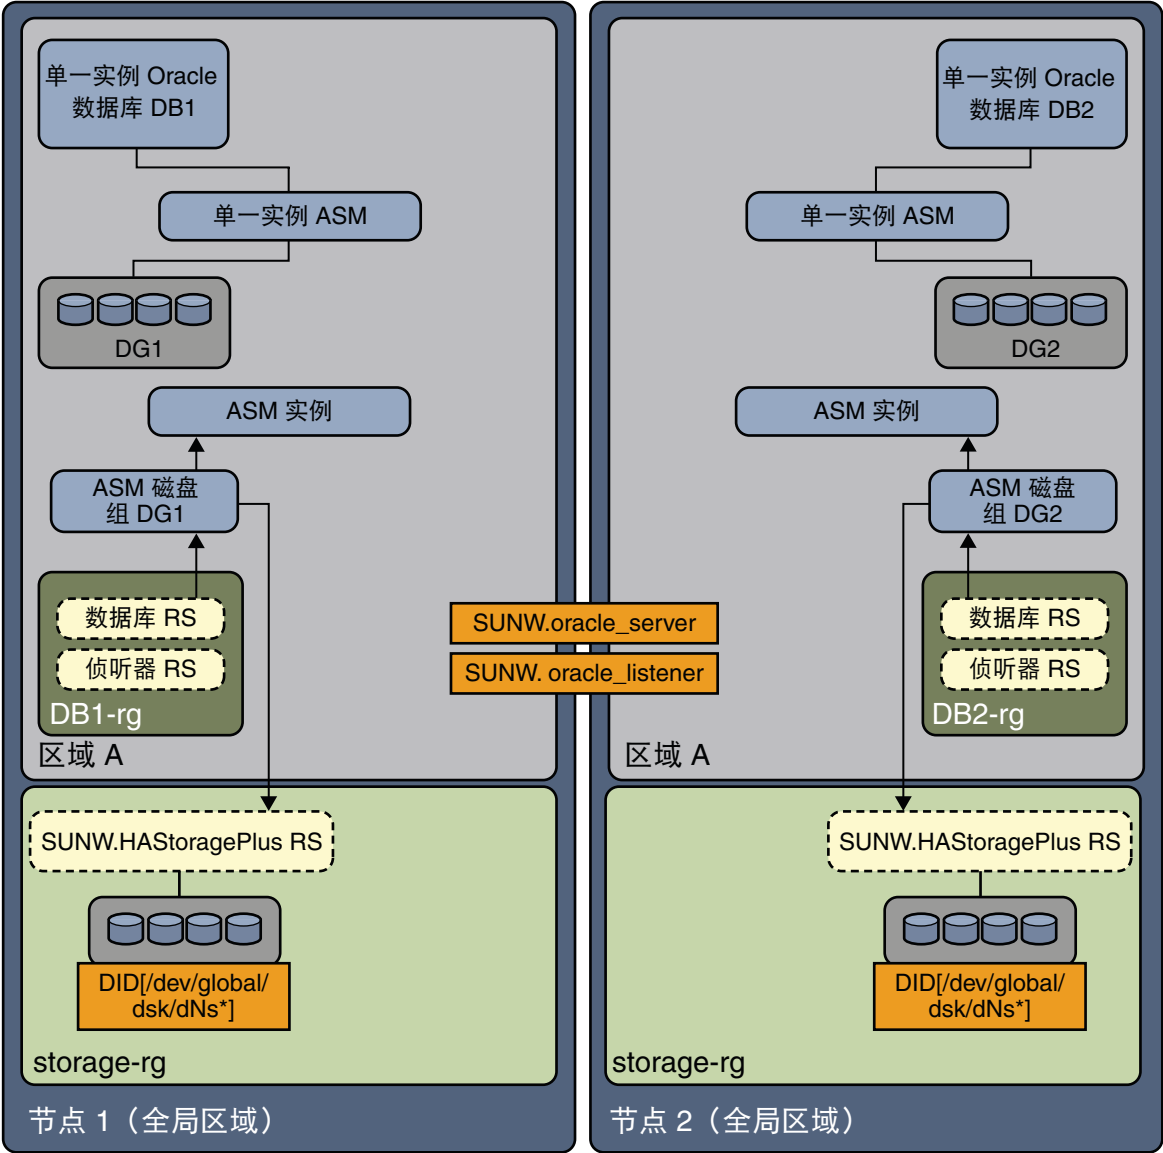 单一实例 Oracle
数据库 DB1
单一实例 ASM
DG1
ASM 实例
ASM 磁盘
组 DG1
数据库 RS
侦听器 RS
DB1-rg
区域 A
SUNW.HAStoragePlus RS
DID[/dev/global/
dsk/dNs*]
storage-rg
节点 1（全局区域）
SUNW.oracle_server
SUNW. oracle_listener
单一实例 Oracle
数据库 DB2
单一实例 ASM
DG2
ASM 实例
ASM 磁盘
组 DG2
数据库 RS
侦听器 RS
DB2-rg
区域 A
SUNW.HAStoragePlus RS
DID[/dev/global/
dsk/dNs*]
storage-rg
节点 2（全局区域）